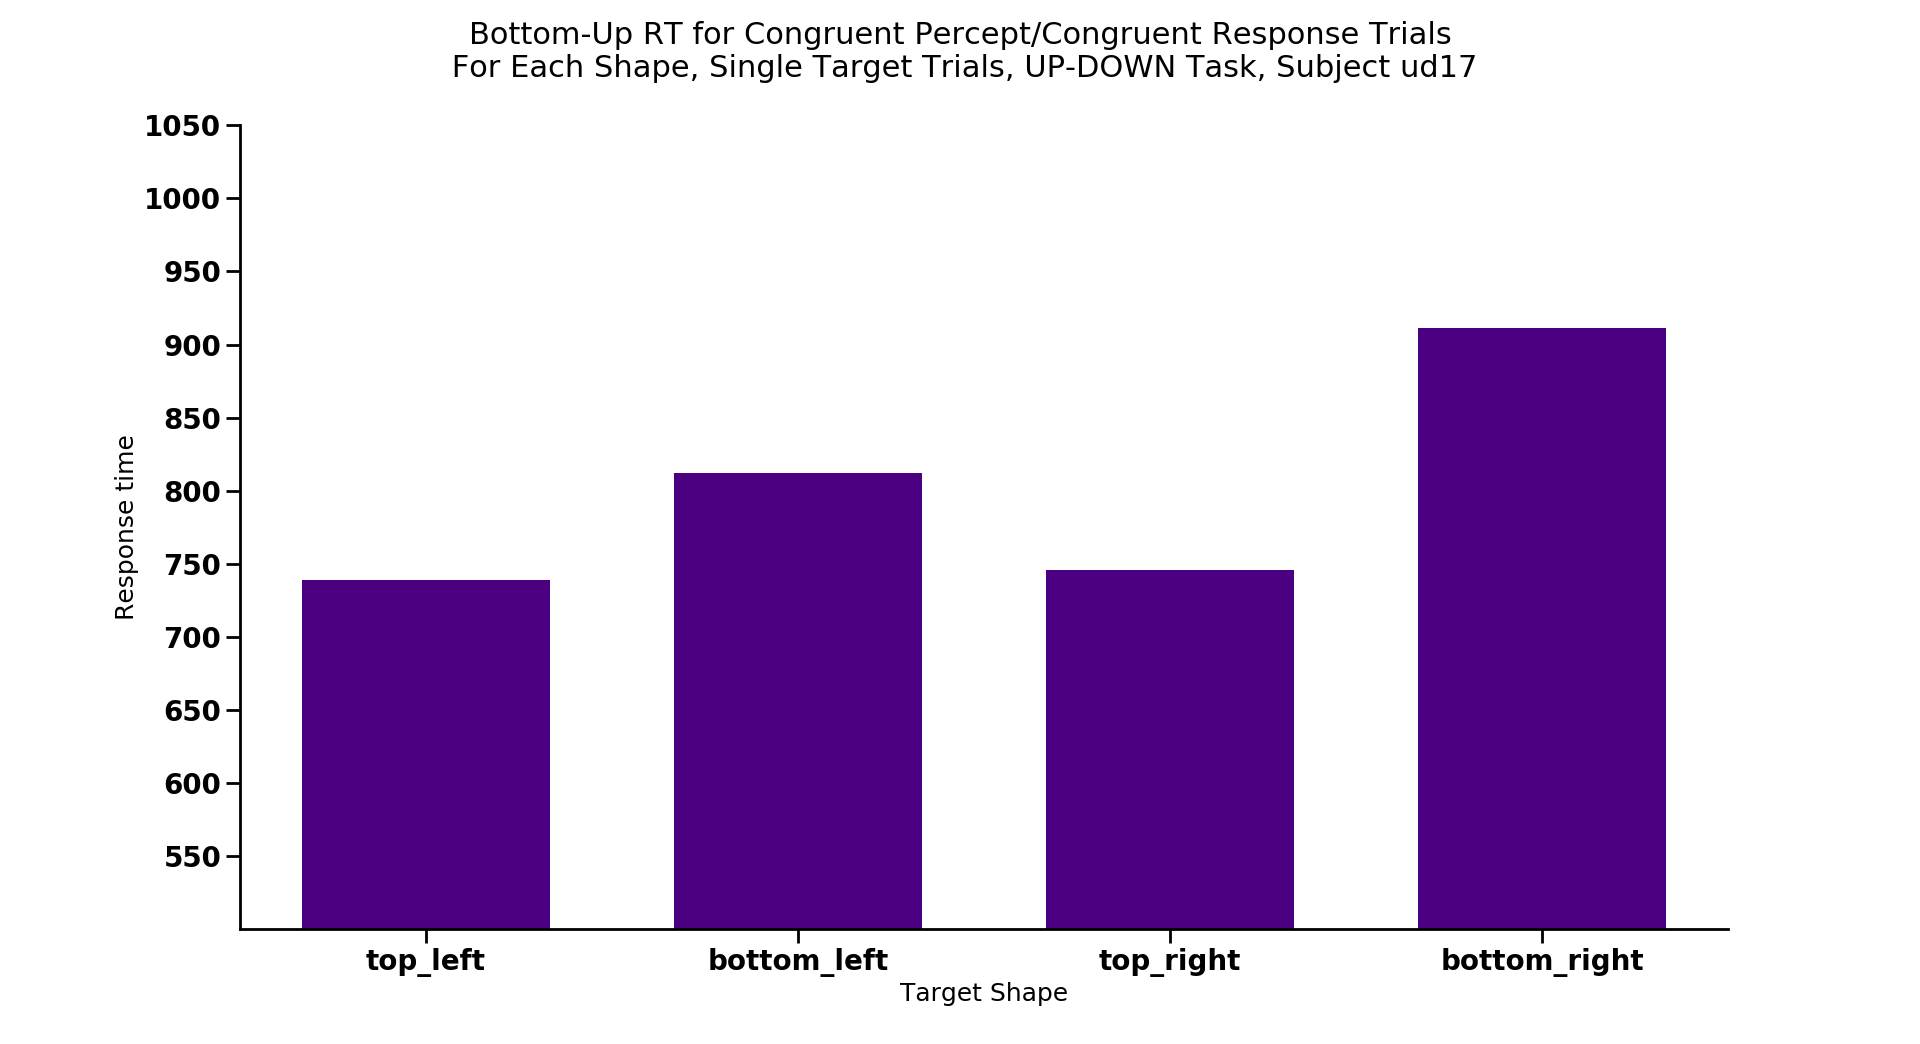 Bottom-Up RT for Congruent Percept/Congruent Response Trials
For Each Shape, Single Target Trials, UP-DOWN Task, Subject ud17
1050
1000
950
900
850
800
750
700
650
600
550
Response time
top_left bottom_left top_right bottom_right
Target Shape